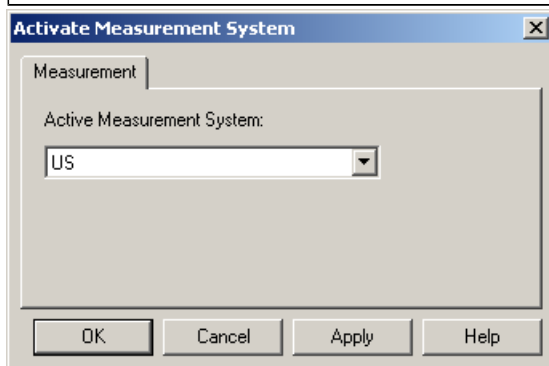 Activate Measurement System
Measurement
Active Measurement System:
US
OK Cancel Apply Help